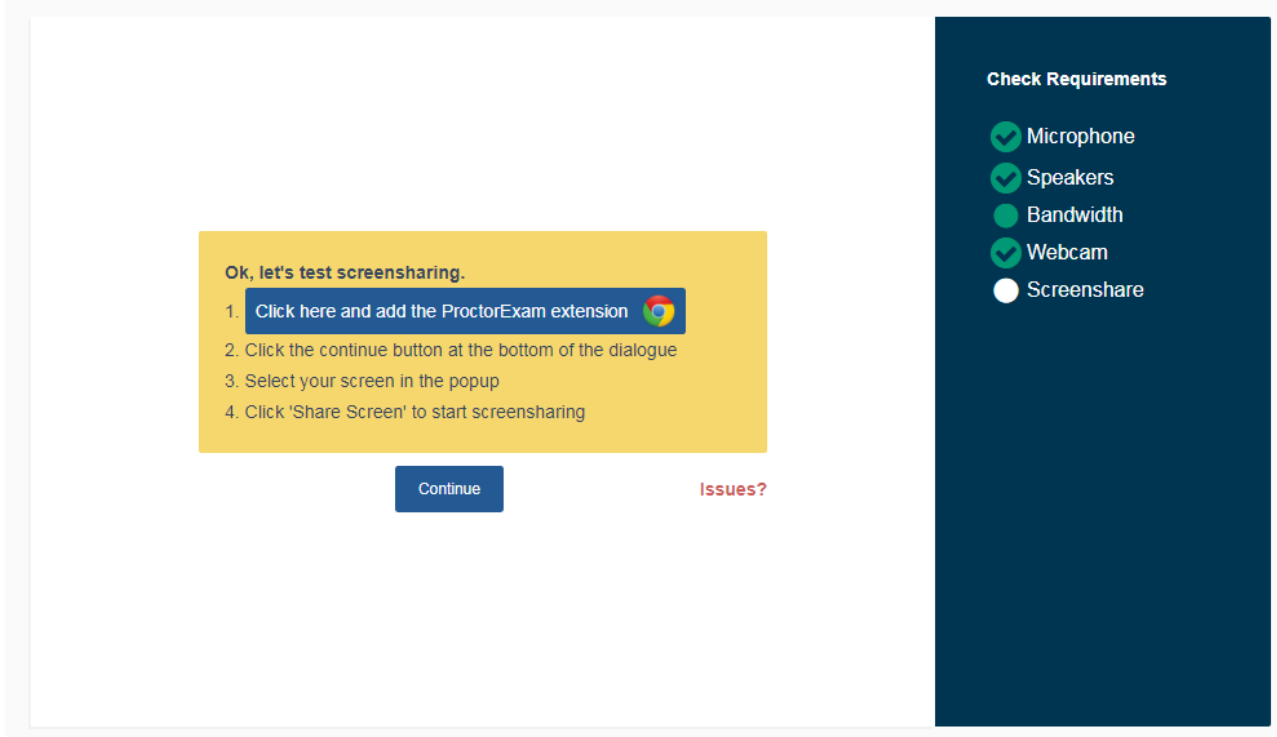 Ok, let's test screensharing.
1. Click here and add the ProctorExam extension
2. Click the continue button at the bottom of the dialogue
3. Select your screen in the popup
4. Click 'Share Screen' to start screensharing
Continue
Issues?
Check Requirements
Microphone
Speakers
Bandwidth
Webcam
Screenshare